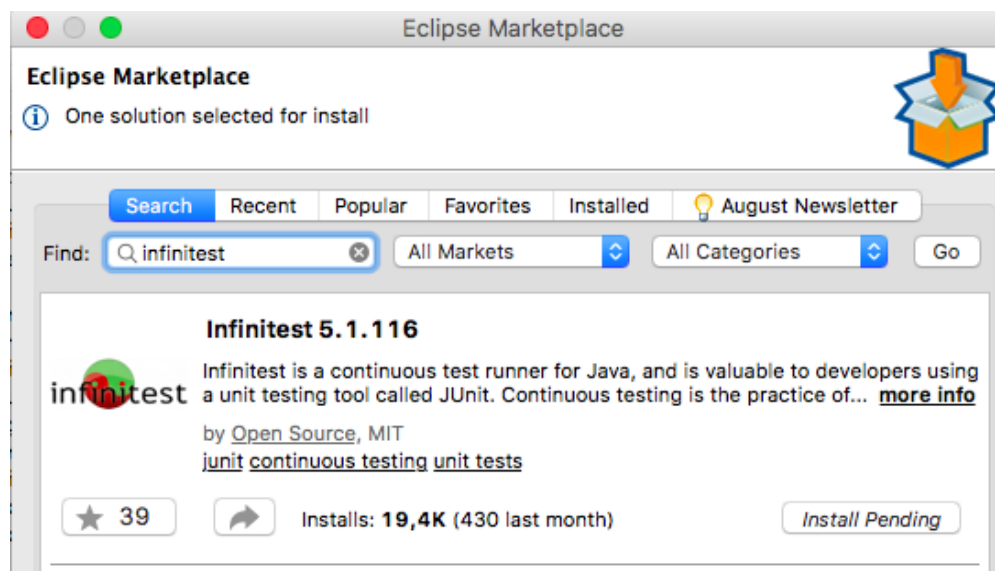 Eclipse Marketplace
Eclipse Marketplace
One solution selected for install
Search Recent Popular Favorites Installed August Newsletter
Find: infinitest All Markets All Categories Go
Infinitest 5.1.116
infinitest
Infinitest is a continuous test runner for Java, and is valuable to developers using
a unit testing tool called JUnit. Continuous testing is the practice of... more info
by Open Source, MIT
junit continuous testing unit tests
39 Installs: 19,4K (430 last month) Install Pending